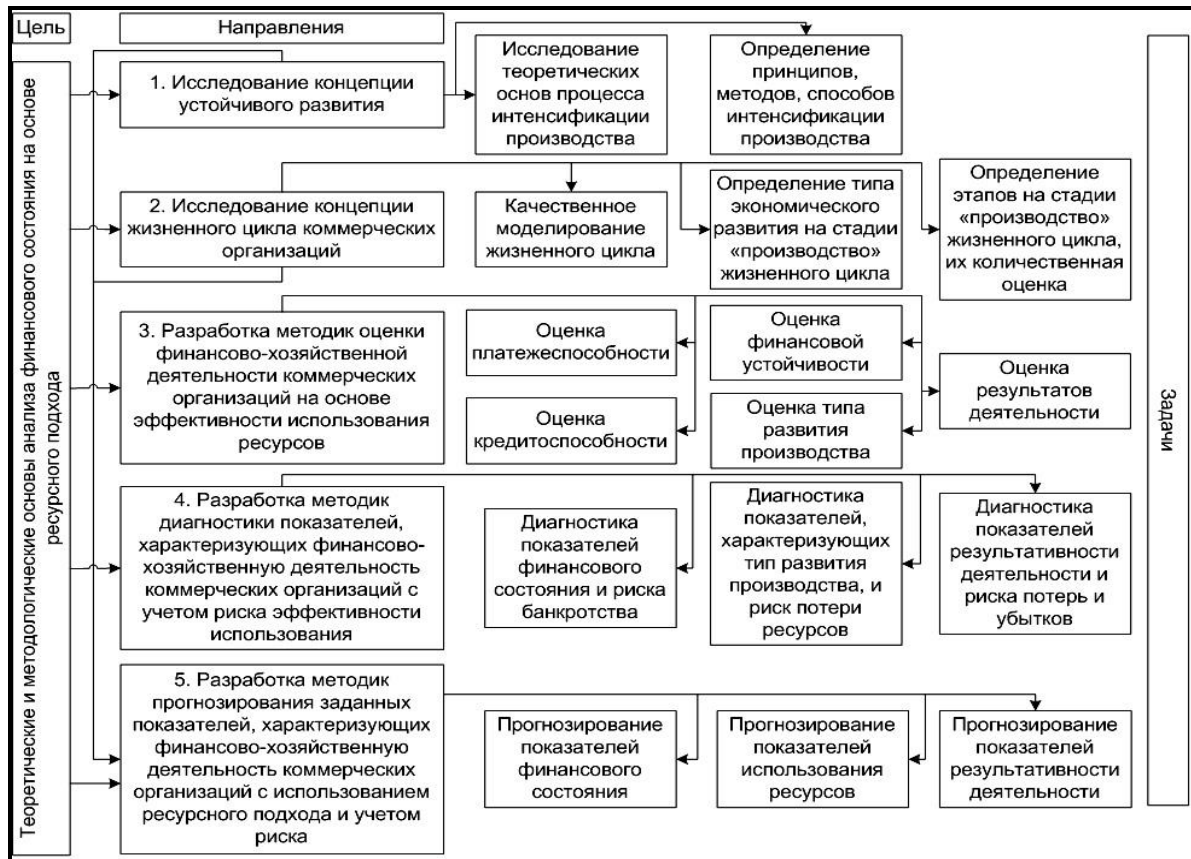 Цель
Направления
Теоретические и методологические основы анализа финансового состояния на основе
ресурсного подхода
1. Исследование концепции
устойчивого развития
Исследование
теоретических
основ процесса
интенсификации
производства
Определение
принципов,
методов, способов
интенсификации
производства
2. Исследование концепции
жизненного цикла коммерческих
организаций
Качественное
моделирование
жизненного цикла
Определение типа
экономического
развития на стадии
«производство»
жизненного цикла
Определение
этапов на стадии
«производство»
жизненного цикла,
их количественная
оценка
3. Разработка методик оценки
финансово-хозяйственной
деятельности коммерческих
организаций на основе
эффективности использования
ресурсов
Оценка
платежеспособности
Оценка
финансовой
устойчивости
Оценка
кредитоспособности
Оценка типа
развития
производства
Оценка
результатов
деятельности
4. Разработка методик
диагностики показателей,
характеризующих финансово-
хозяйственную деятельность
коммерческих организаций с
учетом риска эффективности
использования
Диагностика
показателей
финансового
состояния и риска
банкротства
Диагностика
показателей,
характеризующих
тип развития
производства, и
риск потери
ресурсов
Диагностика
показателей
результативности
деятельности и
риска потерь и
убытков
5. Разработка методик
прогнозирования заданных
показателей, характеризующих
финансово-хозяйственную
деятельность коммерческих
организаций с использованием
ресурсного подхода и учетом
риска
Прогнозирование
показателей
финансового
состояния
Прогнозирование
показателей
использования
ресурсов
Прогнозирование
показателей
результативности
деятельности
Задачи